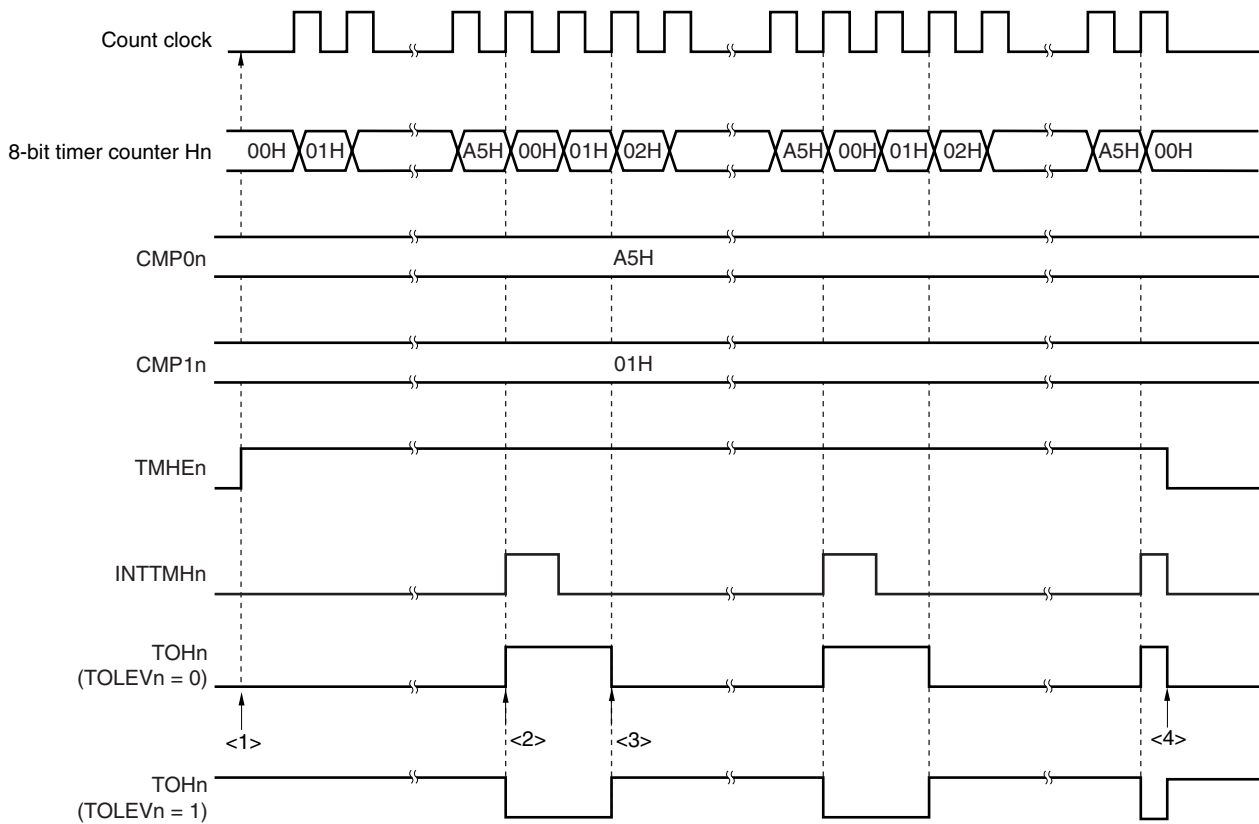 Count clock
8-bit timer counter Hn
00H 01H A5H 00H 01H 02H A5H 00H 01H 02H A5H 00H
CMP0n
A5H
CMP1n
01H
TMHEn
INTTMHn
TOHn
(TOLEVn = 0)
<1> <2> <3> <4>
TOHn
(TOLEVn = 1)